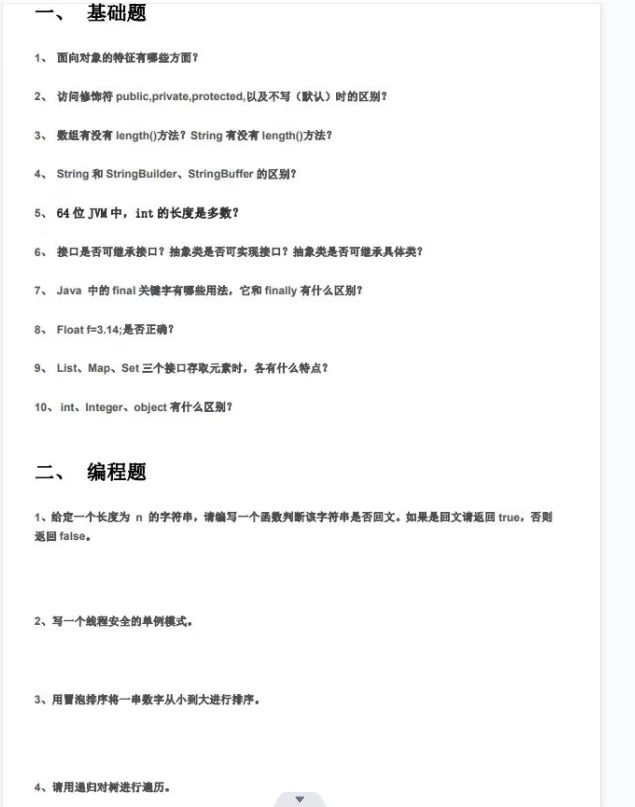 一、 基础题
1、 面向对象的特征有哪些方面？
2、 访问修饰符 public,private,protected,以及不写（默认）时的区别？
3、 数组有没有 length()方法？String 有没有 length()方法？
4、 String 和 StringBuilder、StringBuffer 的区别？
5、 64 位 JVM 中，int 的长度是多数？
6、 接口是否可继承接口？抽象类是否可实现接口？抽象类是否可继承具体类？
7、 Java 中的 final 关键字有哪些用法，它和 finally 有什么区别？
8、 Float f=3.14;是否正确？
9、 List、Map、Set 三个接口存取元素时，各有什么特点？
10、 int、Integer、object 有什么区别？
二、 编程题
1、给定一个长度为 n 的字符串，请编写一个函数判断该字符串是否回文。如果是回文请返回 true，否则
返回 false。
2、写一个线程安全的单例模式。
3、用冒泡排序将一串数字从小到大进行排序。
4、请用递归对树进行遍历。